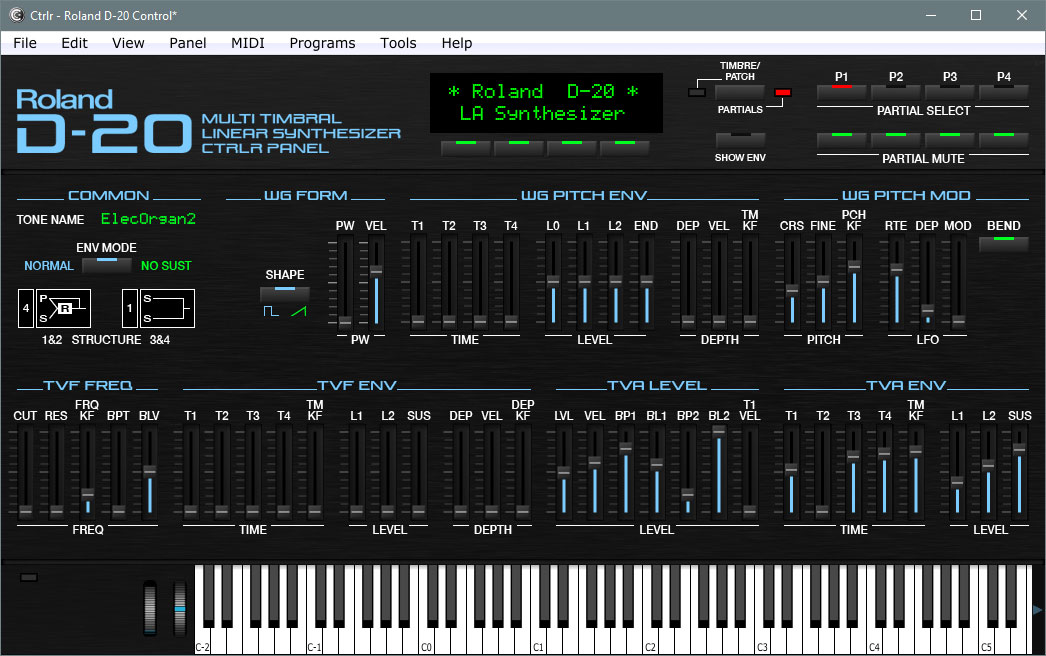 Ctrlr - Roland D-20 Control*
File Edit View Panel MIDI Programs Tools Help
Roland
D-20
MULTI TIMBRAL
LINEAR SYNTHESIZER
CTRLR PANEL
* Roland D-20 *
LA Synthesizer
TIMBRE/
PATCH
PARTIALS
SHOW ENV
P1 P2 P3 P4
PARTIAL SELECT
PARTIAL MUTE
COMMON
TONE NAME ElecOrgan2
ENV MODE
NORMAL NO SUST
4 P S R 1 S S
1&2 STRUCTURE 3&4
WG FORM
PW VEL
SHAPE
PW
WG PITCH ENV
T1 T2 T3 T4 L0 L1 L2 END DEP VEL TM KF
TIME LEVEL DEPTH
WG PITCH MOD
CRS FINE PCH KF RTE DEP MOD BEND
PITCH LFO
TVF FREQ
CUT RES FRQ KF BPT BLV
FREQ
TVF ENV
T1 T2 T3 T4 TM KF L1 L2 SUS DEP VEL DEP KF
TIME LEVEL DEPTH
TVA LEVEL
LVL VEL BP1 BL1 BP2 BL2 T1 VEL
LEVEL
TVA ENV
T1 T2 T3 T4 TM KF L1 L2 SUS
TIME LEVEL
C-2 C-1 C0 C1 C2 C3 C4 C5